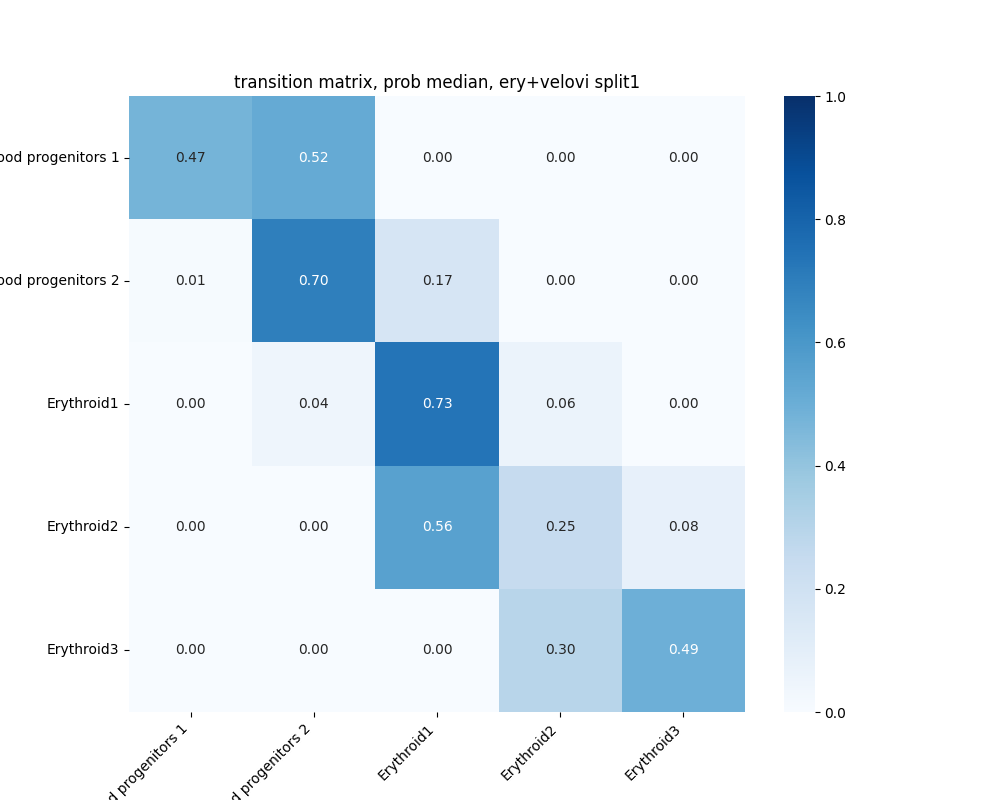 transition matrix, prob median, ery+velovi split1
ood progenitors 1
0.47 0.52 0.00 0.00 0.00
ood progenitors 2
0.01 0.70 0.17 0.00 0.00
Erythroid1
0.00 0.04 0.73 0.06 0.00
Erythroid2
0.00 0.00 0.56 0.25 0.08
Erythroid3
0.00 0.00 0.00 0.30 0.49
d progenitors 1
d progenitors 2
Erythroid1
Erythroid2
Erythroid3
1.0
0.8
0.6
0.4
0.2
0.0